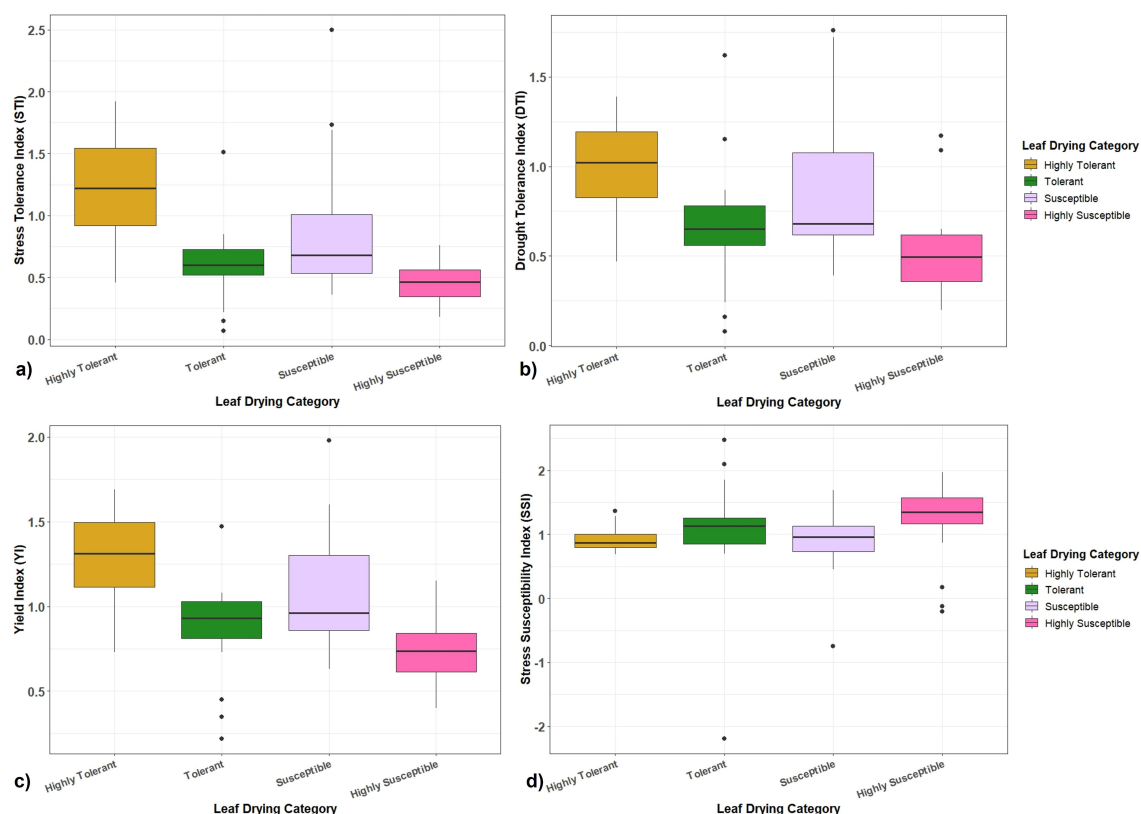 Stress Tolerance Index (STI)
2.5
2.0
1.5
1.0
0.5
0.0
Highly Tolerant
Tolerant
Susceptible
Highly Susceptible
a)
Leaf Drying Category
Drought Tolerance Index (DTI)
1.5
1.0
0.5
0.0
Highly Tolerant
Tolerant
Susceptible
Highly Susceptible
b)
Leaf Drying Category
Leaf Drying Category
Highly Tolerant
Tolerant
Susceptible
Highly Susceptible
Yield Index (YI)
2.0
1.5
1.0
0.5
Highly Tolerant
Tolerant
Susceptible
Highly Susceptible
c)
Leaf Drying Category
Stress Susceptibility Index (SSI)
2
1
0
-1
-2
Highly Tolerant
Tolerant
Susceptible
Highly Susceptible
d)
Leaf Drying Category
Leaf Drying Category
Highly Tolerant
Tolerant
Susceptible
Highly Susceptible